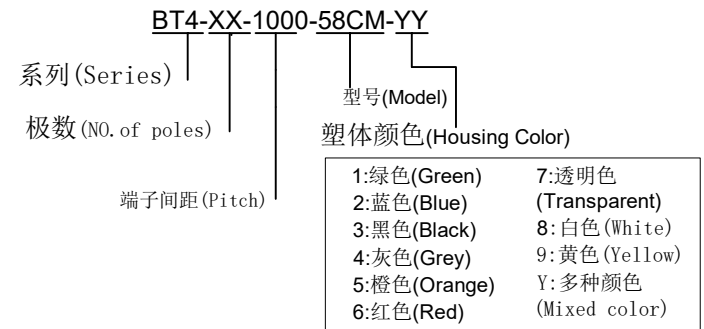 BT4-XX-1000-58CM-YY
系列(Series)
型号(Model)
极数(NO.of poles)
塑体颜色(Housing Color)
端子间距(Pitch)
1:绿色(Green)
2:蓝色(Blue)
3:黑色(Black)
4:灰色(Grey)
5:橙色(Orange)
6:红色(Red)
7:透明色
(Transparent)
8:白色(White)
9:黄色(Yellow)
Y:多种颜色
(Mixed color)